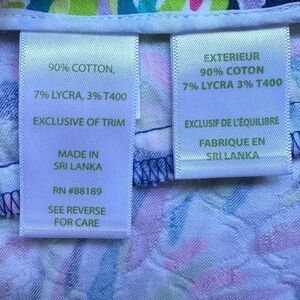 90% COTTON,
7% LYCRA, 3% T400
EXCLUSIVE OF TRIM
MADE IN
SRI LANKA
RN #88189
SEE REVERSE
FOR CARE
EXTERIEUR
90% COTON
7% LYCRA 3% T400
EXCLUSIF DE L'ÉQUILIBRE
FABRIQUE EN
SRI LANKA